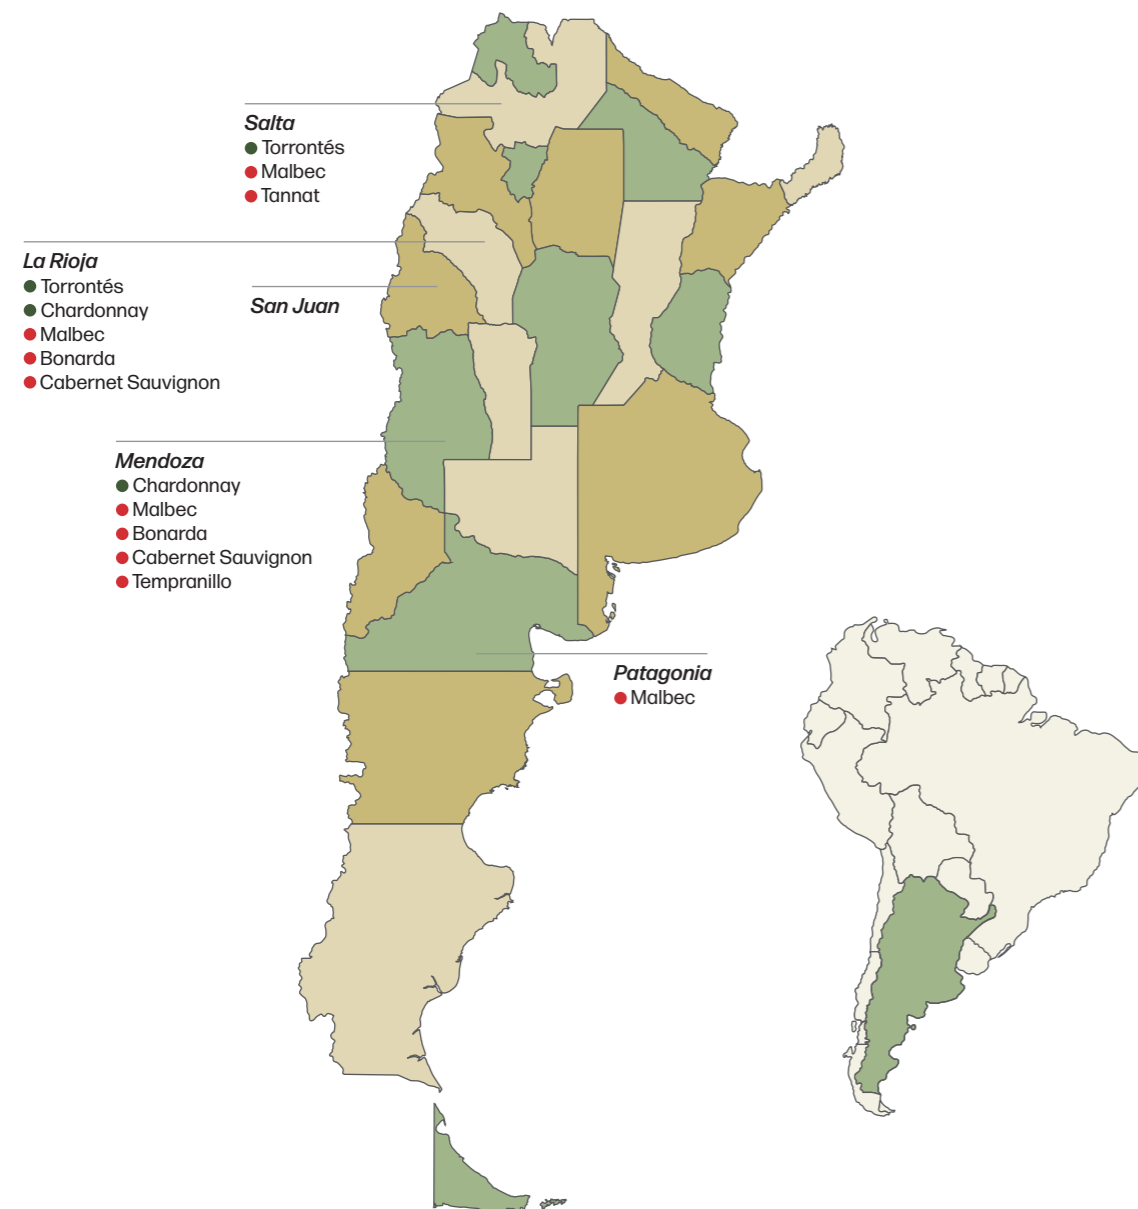 Salta
Torrontés
Malbec
Tannat
La Rioja
Torrontés
Chardonnay
Malbec
Bonarda
Cabernet Sauvignon
San Juan
Mendoza
Chardonnay
Malbec
Bonarda
Cabernet Sauvignon
Tempranillo
Patagonia
Malbec